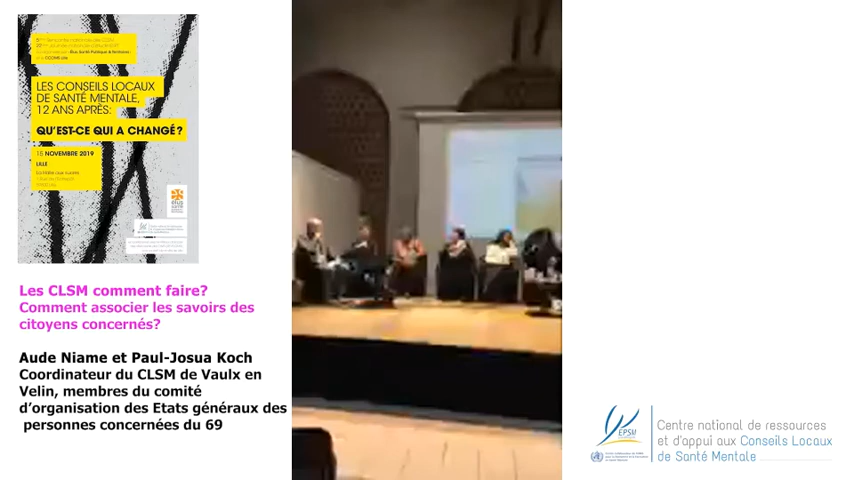 LES CONSEILS LOCAUX
DE SANTÉ MENTALE,
12 ANS APRÈS:
QU'EST-CE QUI A CHANGÉ?
15 NOVEMBRE 2019
LILLE
Les CLSM comment faire?
Comment associer les savoirs des
citoyens concernés?
Aude Niame et Paul-Josua Koch
Coordinateur du CLSM de Vaulx en
Velin, membres du comité
d'organisation des Etats généraux des
personnes concernées du 69
EPSM
Centre national de ressources
et d'appui aux Conseils Locaux
de Santé Mentale